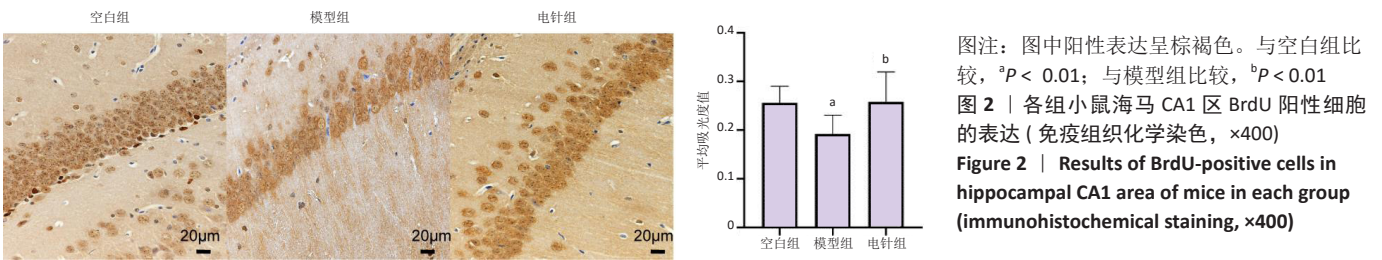 空白组
模型组
电针组
20μm
20μm
20μm
平均吸光度值
0.4
0.3
0.2
0.1
0
a
b
空白组
模型组
电针组
图注：图中阳性表达呈棕褐色。与空白组比
较，ᵃP < 0.01；与模型组比较，ᵇP < 0.01
图 2 ｜各组小鼠海马 CA1 区 BrdU 阳性细胞
的表达 ( 免疫组织化学染色，×400)
Figure 2 ｜ Results of BrdU-positive cells in
hippocampal CA1 area of mice in each group
(immunohistochemical staining, ×400)